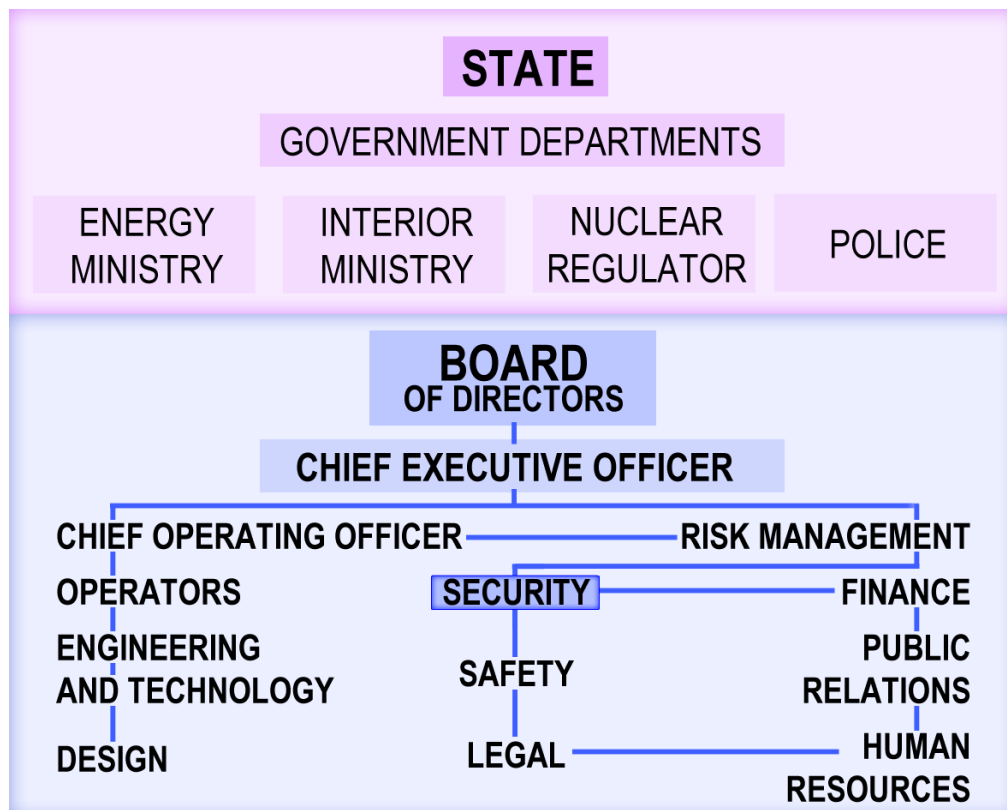 STATE
GOVERNMENT DEPARTMENTS
ENERGY
MINISTRY
INTERIOR
MINISTRY
NUCLEAR
REGULATOR
POLICE
BOARD
OF DIRECTORS
CHIEF EXECUTIVE OFFICER
CHIEF OPERATING OFFICER
RISK MANAGEMENT
OPERATORS
SECURITY
FINANCE
ENGINEERING
AND TECHNOLOGY
SAFETY
PUBLIC
RELATIONS
DESIGN
LEGAL
HUMAN
RESOURCES